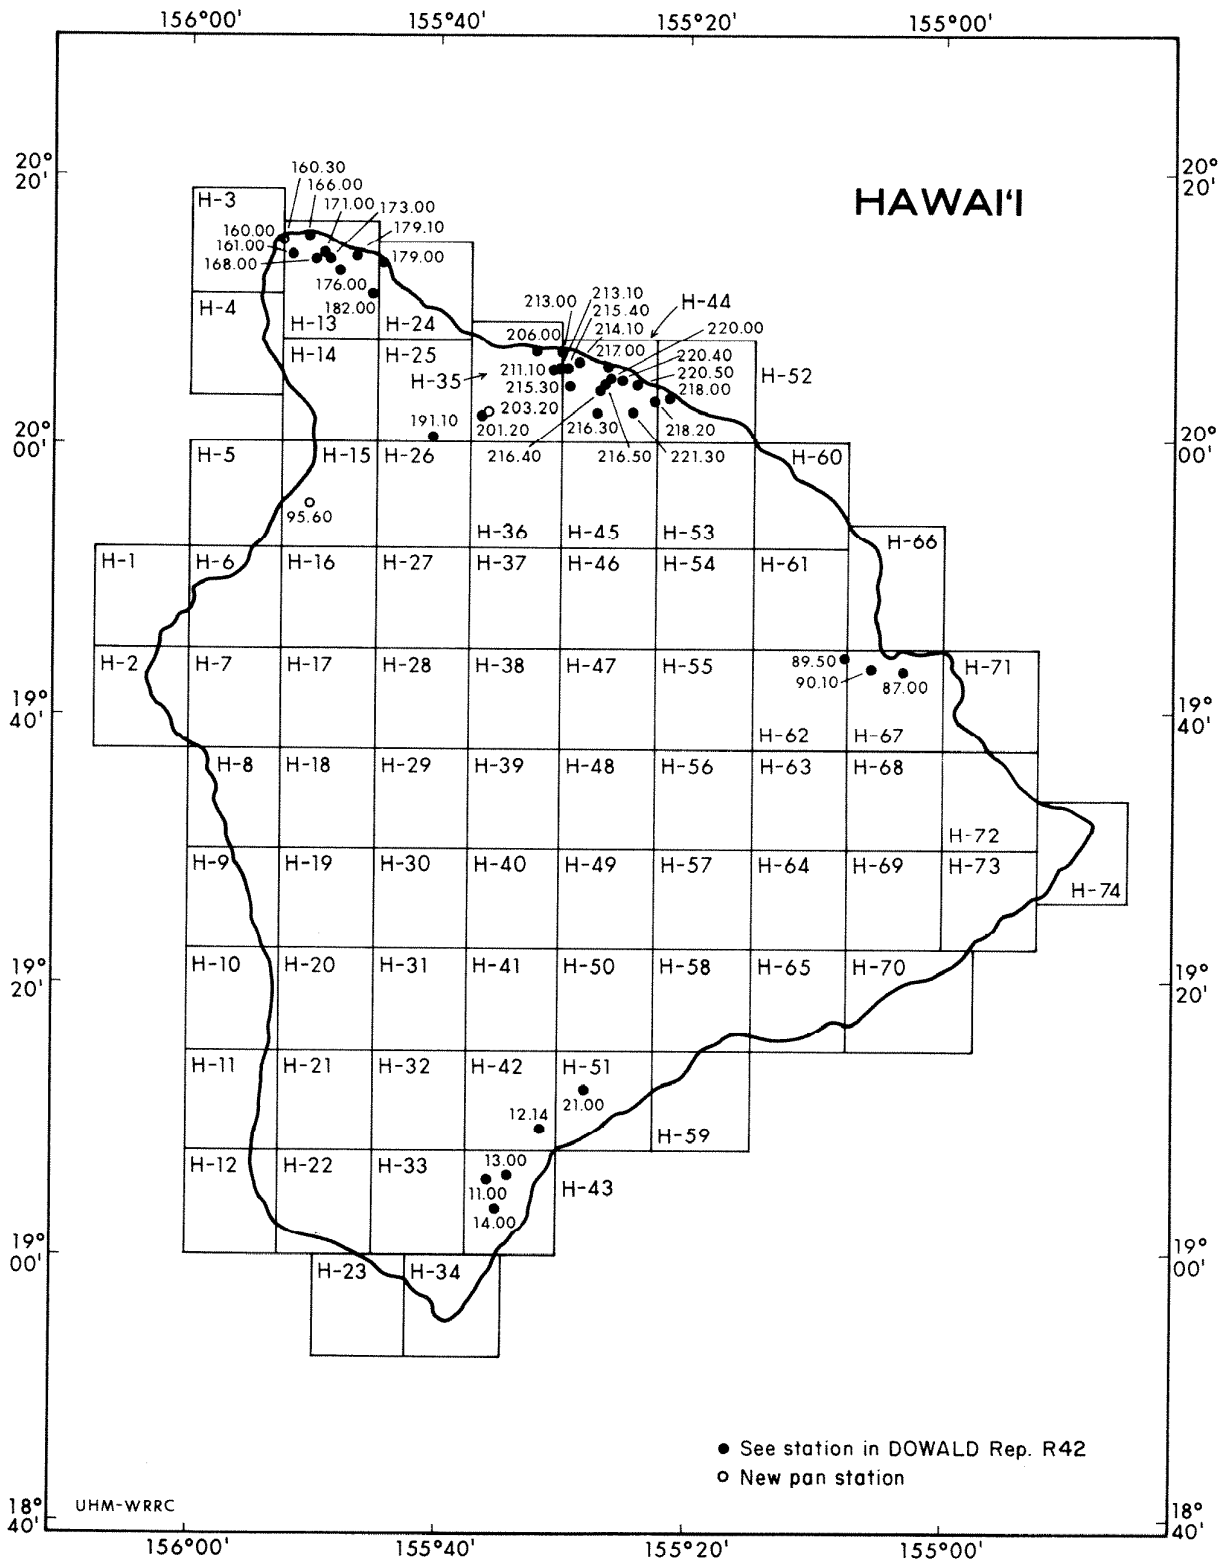 156°00' 155°40' 155°20' 155°00'
20° 20'
20° 20'
HAWAI'I
160.30
166.00
171.00
173.00
179.10
179.00
160.00
161.00
168.00
176.00
182.00
H-3
H-4
H-13
H-24
H-14
H-25
H-35
213.00
213.10
215.40
214.10
217.00
H-44
220.00
220.40
220.50
218.00
206.00
211.10
215.30
203.20
201.20
191.10
216.40
216.30
216.50
221.30
218.20
H-52
20° 00'
20° 00'
H-5
H-15
H-26
H-60
95.60
H-36
H-45
H-53
H-66
H-1
H-6
H-16
H-27
H-37
H-46
H-54
H-61
H-2
H-7
H-17
H-28
H-38
H-47
H-55
89.50
90.10
87.00
H-71
19° 40'
19° 40'
H-62
H-67
H-8
H-18
H-29
H-39
H-48
H-56
H-63
H-68
H-72
H-9
H-19
H-30
H-40
H-49
H-57
H-64
H-69
H-73
H-74
H-10
H-20
H-31
H-41
H-50
H-58
H-65
H-70
19° 20'
19° 20'
H-11
H-21
H-32
H-42
H-51
21.00
12.14
H-59
H-12
H-22
H-33
13.00
11.00
14.00
H-43
19° 00'
19° 00'
H-23
H-34
See station in DOWALD Rep. R42
New pan station
UHM-WRRC
18° 40'
18° 40'
156°00' 155°40' 155°20' 155°00'